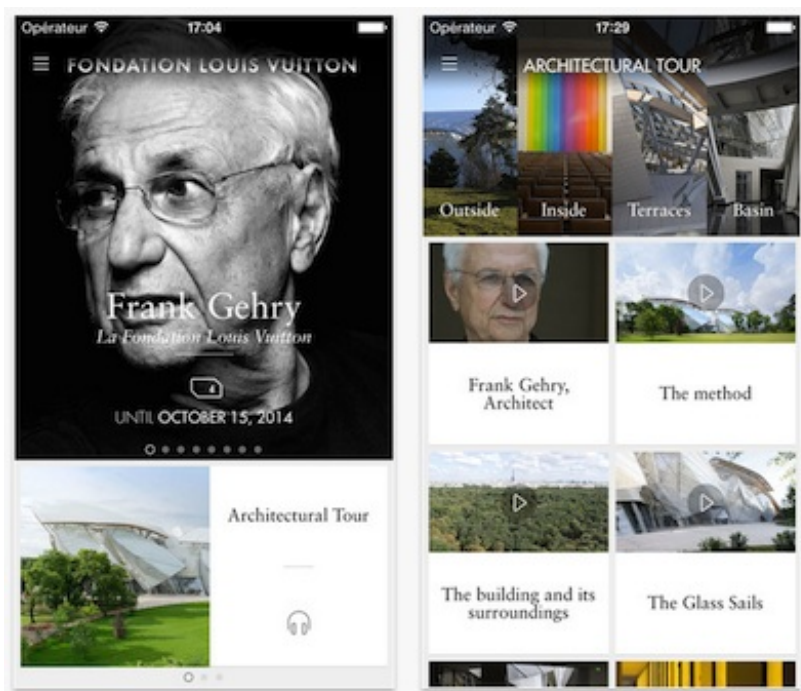 Opérateur 17:04
FONDATION LOUIS VUITTON
Frank Gehry
La Fondation Louis Vuitton
4
UNTIL OCTOBER 15, 2014
Architectural Tour
Opérateur 17:29
ARCHITECTURAL TOUR
Outside Inside Terraces Basin
Frank Gehry,
Architect
The method
The building and its
surroundings
The Glass Sails